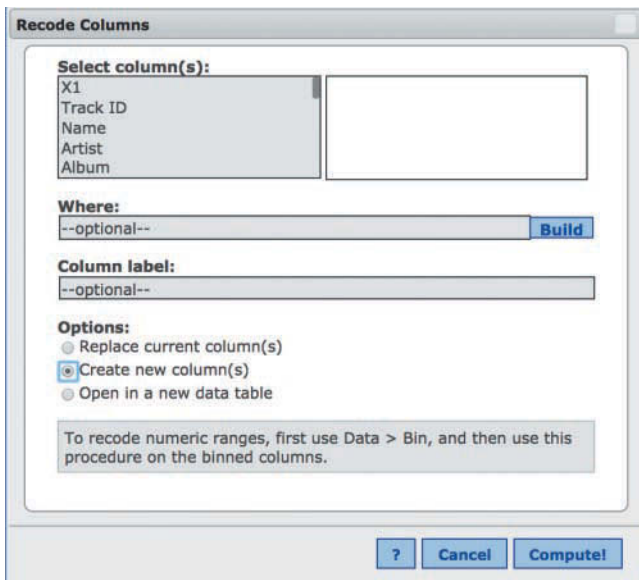 Recode Columns
Select column(s):
X1
Track ID
Name
Artist
Album
Where:
--optional--
Build
Column label:
--optional--
Options:
Replace current column(s)
Create new column(s)
Open in a new data table
To recode numeric ranges, first use Data > Bin, and then use this
procedure on the binned columns.
?
Cancel
Compute!